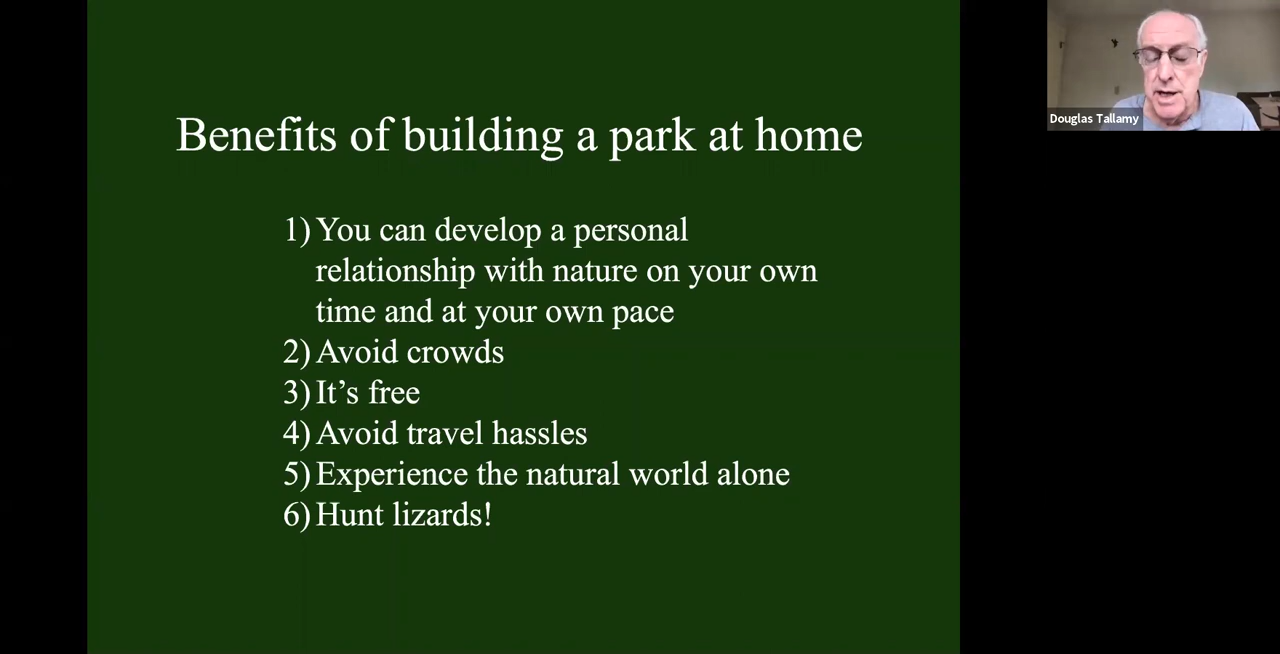 Benefits of building a park at home
1) You can develop a personal
relationship with nature on your own
time and at your own pace
2) Avoid crowds
3) It’s free
4) Avoid travel hassles
5) Experience the natural world alone
6) Hunt lizards!
Douglas Tallamy